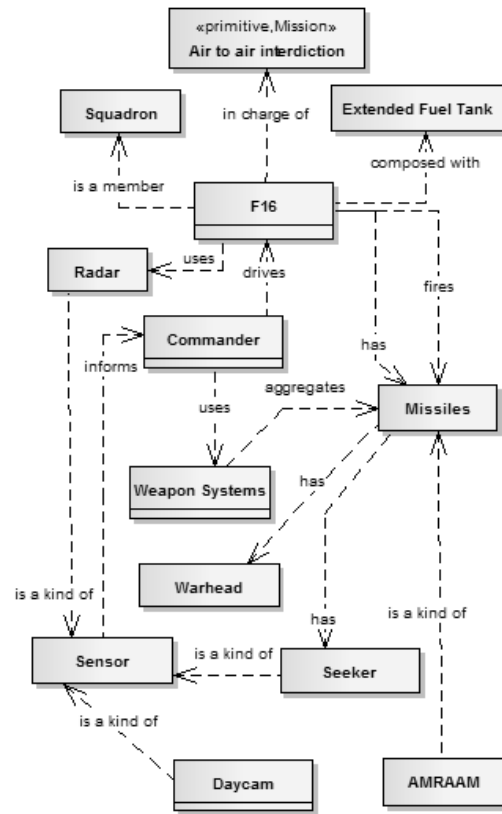 «primitive,Mission»
Air to air interdiction
Squadron
in charge of
Extended Fuel Tank
is a member
composed with
F16
Radar
uses
drives
fires
informs
Commander
has
uses
aggregates
Missiles
Weapon Systems
has
Warhead
is a kind of
has
is a kind of
Sensor
is a kind of
Seeker
is a kind of
Daycam
AMRAAM